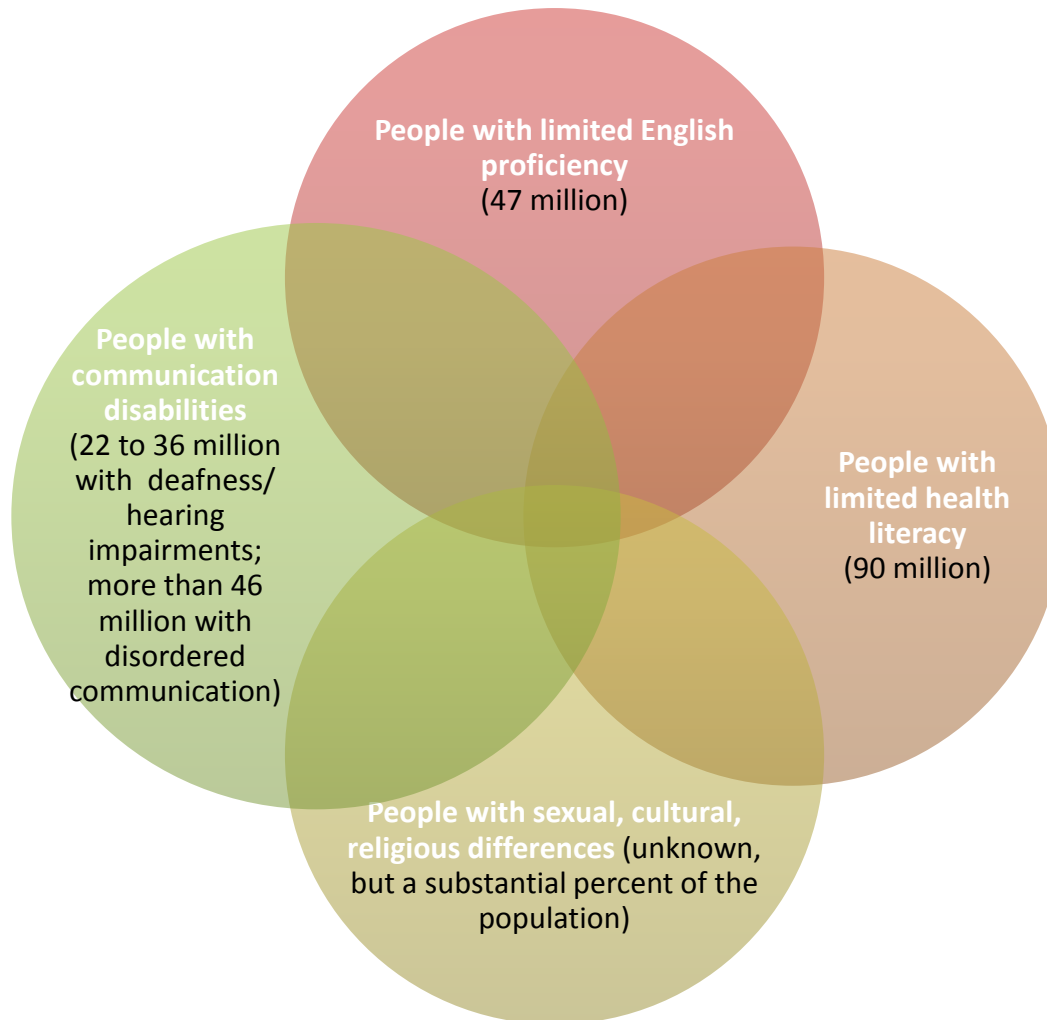 People with limited English
proficiency
(47 million)
People with
communication
disabilities
(22 to 36 million
with deafness/
hearing
impairments;
more than 46
million with
disordered
communication)
People with
limited health
literacy
(90 million)
People with sexual, cultural,
religious differences (unknown,
but a substantial percent of the
population)